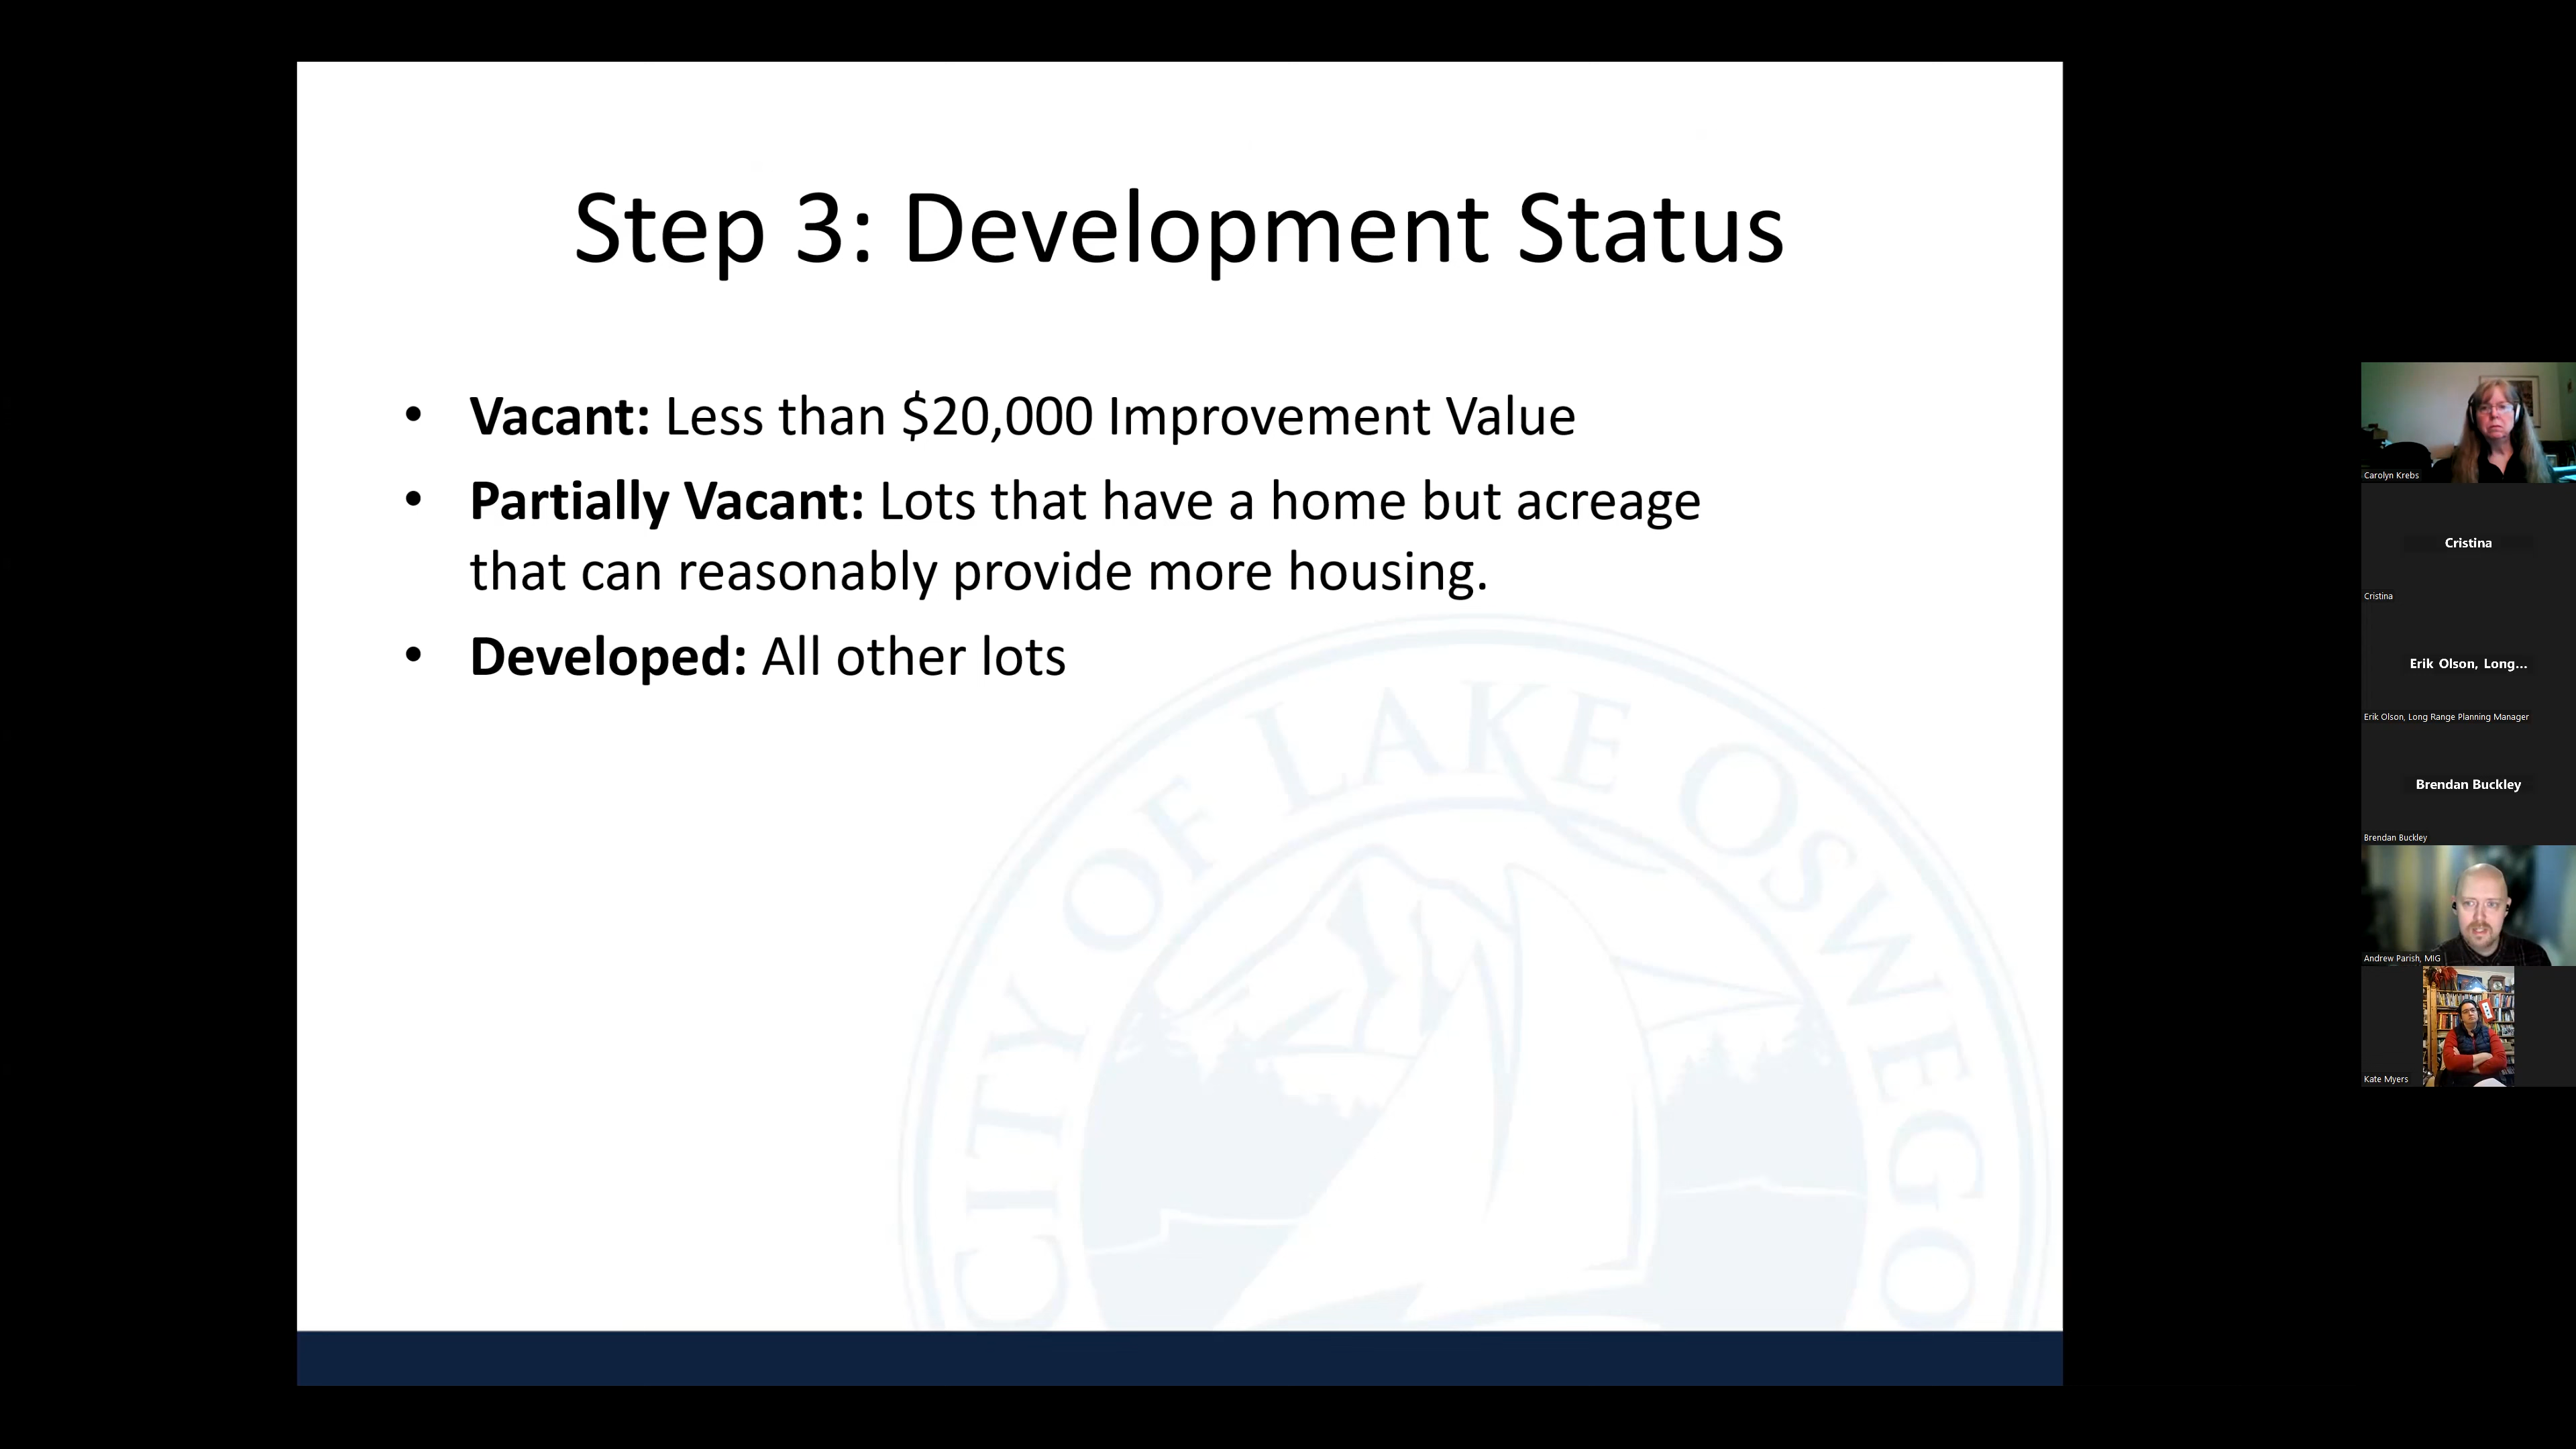 Step 3: Development Status
• Vacant: Less than $20,000 Improvement Value
• Partially Vacant: Lots that have a home but acreage
that can reasonably provide more housing.
• Developed: All other lots
CITY OF LAKE OSWEGO
Carolyn Krebs
Cristina
Cristina
Erik Olson, Long...
Erik Olson, Long Range Planning Manager
Brendan Buckley
Brendan Buckley
Andrew Parish, MIG
Kate Myers